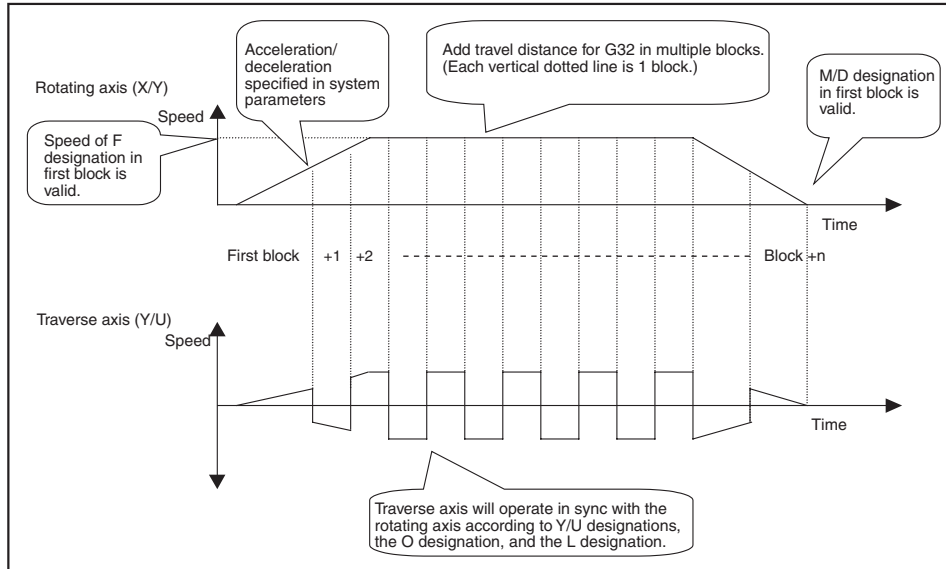 Acceleration/
deceleration
specified in system
parameters
Add travel distance for G32 in multiple blocks.
(Each vertical dotted line is 1 block.)
M/D designation
in first block is
valid.
Rotating axis (X/Y)
Speed
Speed of F
designation in
first block is
valid.
Time
First block +1 +2 Block +n
Traverse axis (Y/U)
Speed
Time
Traverse axis will operate in sync with the
rotating axis according to Y/U designations,
the O designation, and the L designation.